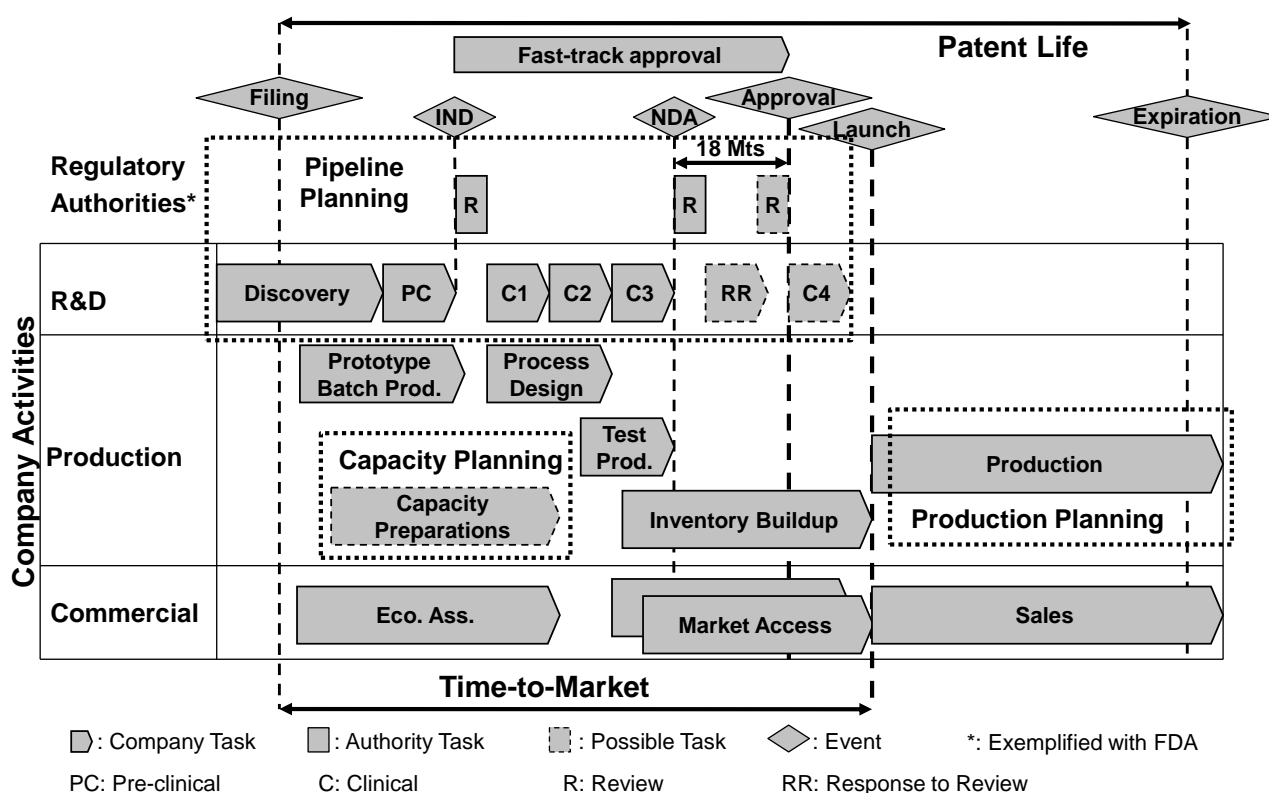 Patent Life
Fast-track approval
Filing
IND
NDA
Approval
Launch
Expiration
18 Mts
Regulatory
Authorities*
Pipeline
Planning
R
R
R
Company Activities
R&D
Discovery
PC
C1
C2
C3
RR
C4
Production
Prototype
Batch Prod.
Process
Design
Test
Prod.
Capacity Planning
Capacity
Preparations
Inventory Buildup
Production
Production Planning
Commercial
Eco. Ass.
Market Access
Sales
Time-to-Market
: Company Task
: Authority Task
: Possible Task
: Event
*: Exemplified with FDA
PC: Pre-clinical
C: Clinical
R: Review
RR: Response to Review